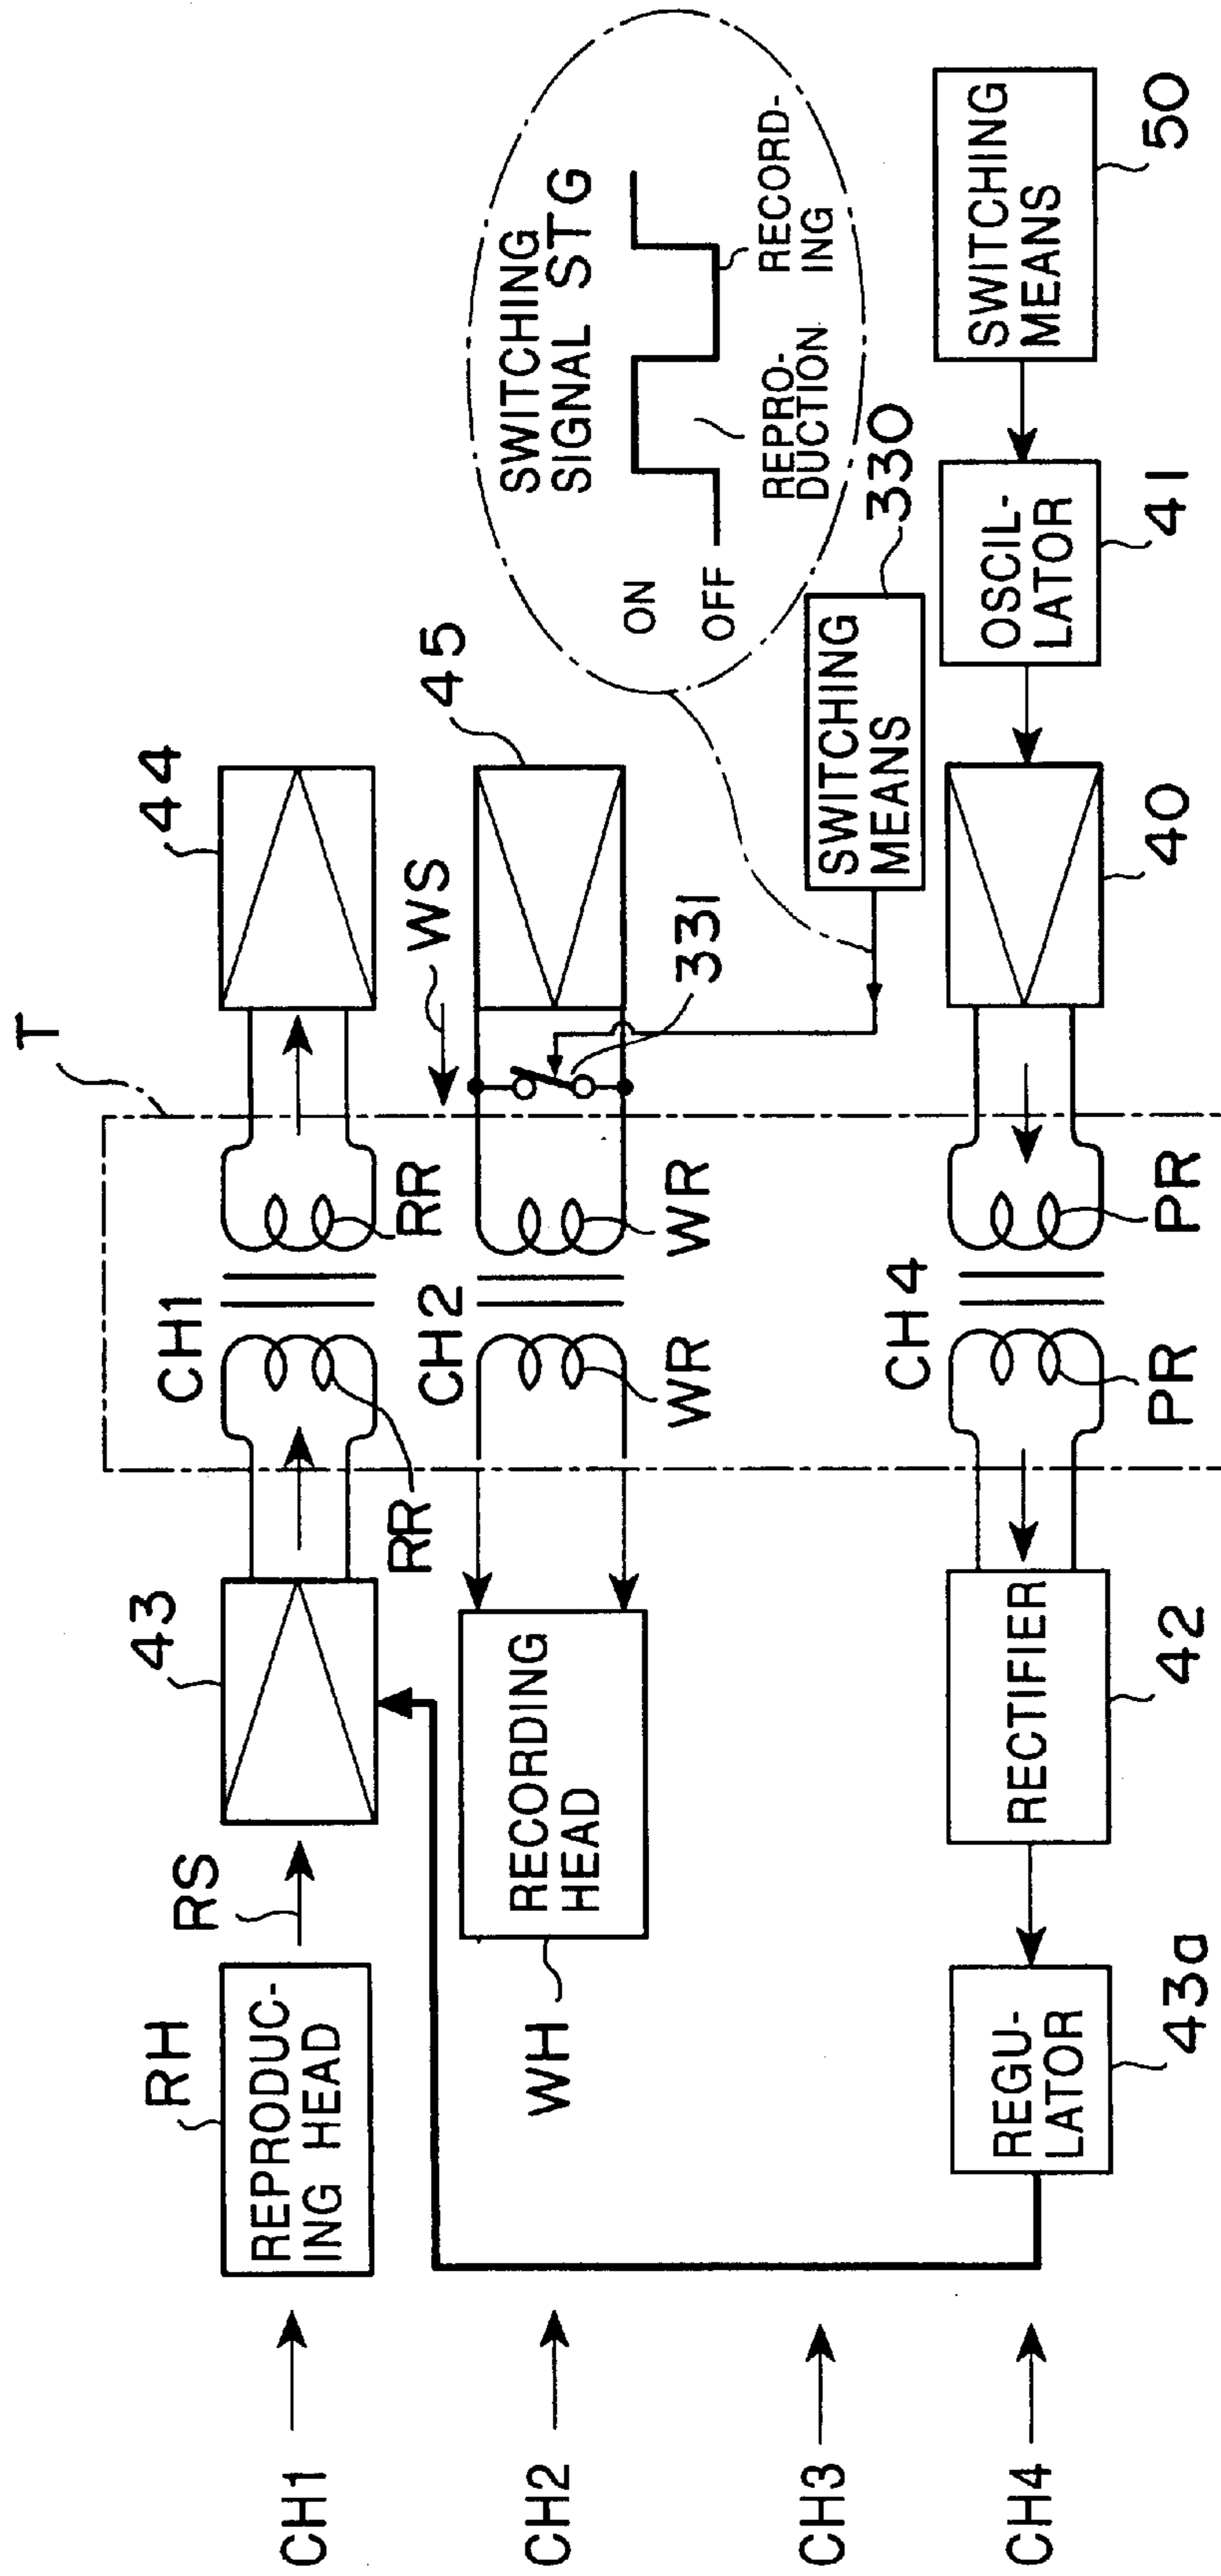 T
44
WS
45
SWITCHING
SIGNAL STG
ON
OFF
REPRO-
DUCTION
RECORD-
ING
331
SWITCHING
MEANS
330
RH
REPRODUC-
ING HEAD
RS
43
CH1
RR
RR
WH
RECORDING
HEAD
CH2
WR
WR
CH4
PR
PR
REGU-
LATOR
43a
RECTIFIER
42
40
OSCIL-
LATOR
41
SWITCHING
MEANS
50
CH1
CH2
CH3
CH4